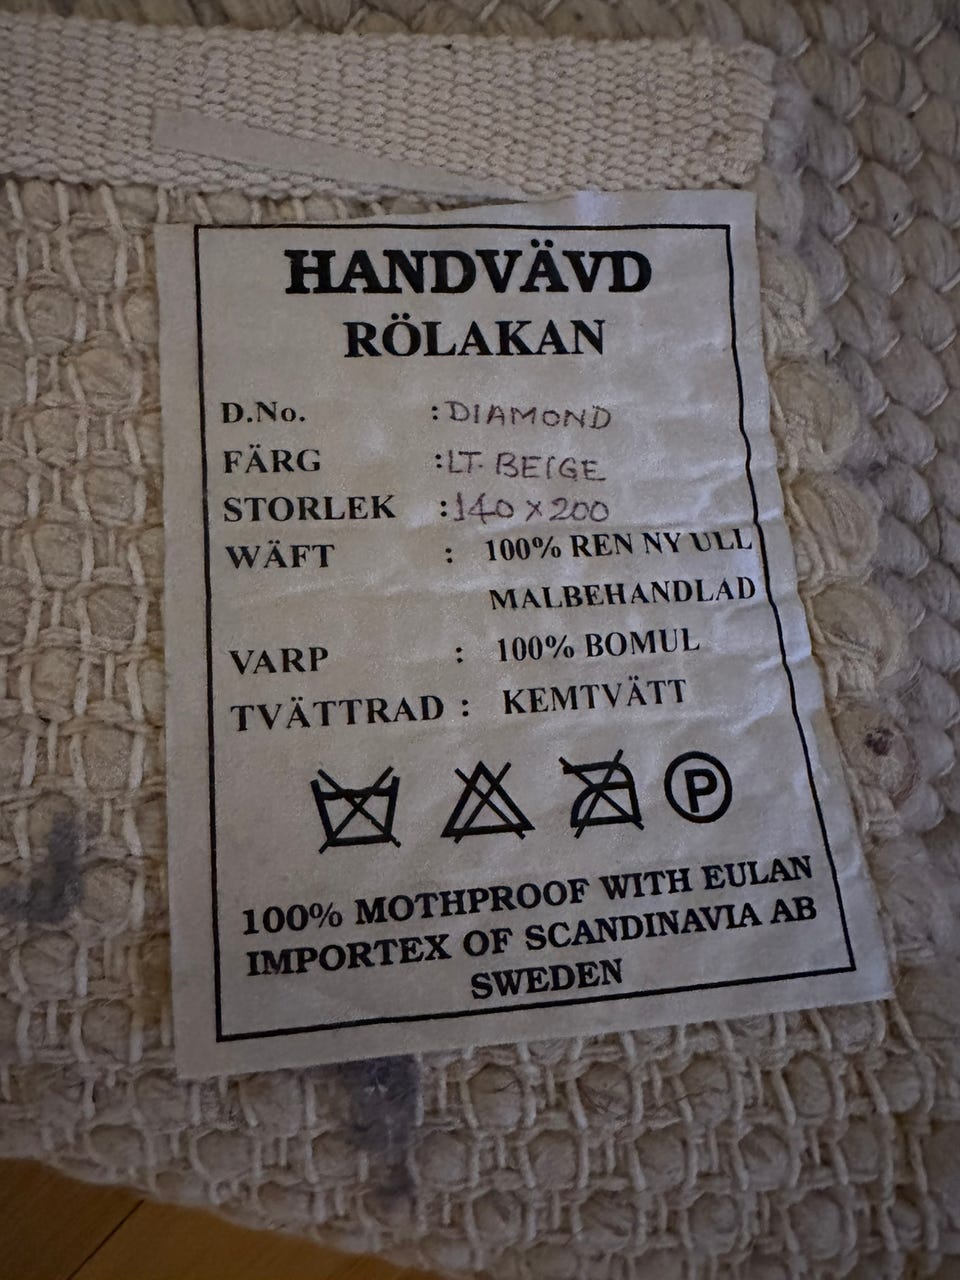 HANDVÄVD
RÖLAKAN
D.No. : DIAMOND
FÄRG : LT. BEIGE
STORLEK : 140 x 200
WÄFT : 100% REN NY ULL
MALBEHANDLAD
VARP : 100% BOMUL
TVÄTTRAD : KEMTVÄTT
P
100% MOTHPROOF WITH EULAN
IMPORTEX OF SCANDINAVIA AB
SWEDEN